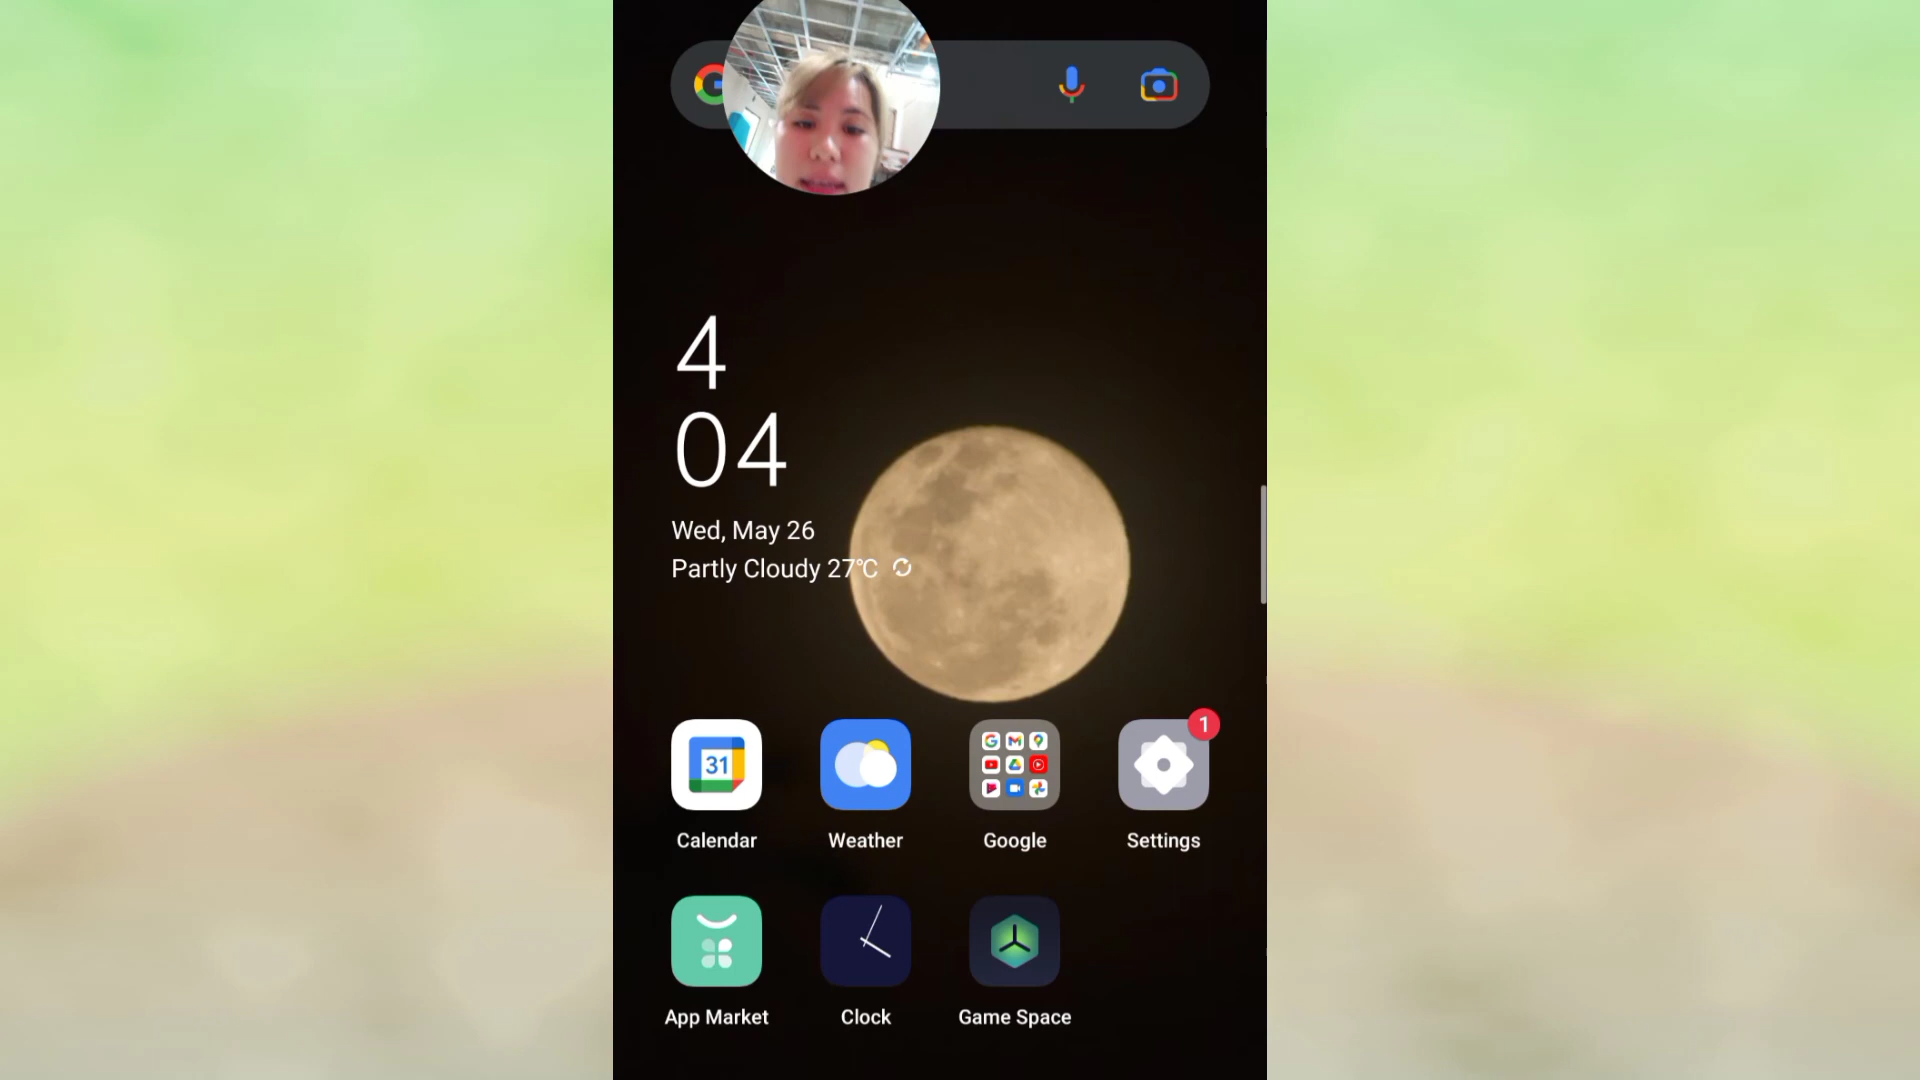 4
04
Wed, May 26
Partly Cloudy 27℃
1
31
Calendar
Weather
Google
Settings
App Market
Clock
Game Space